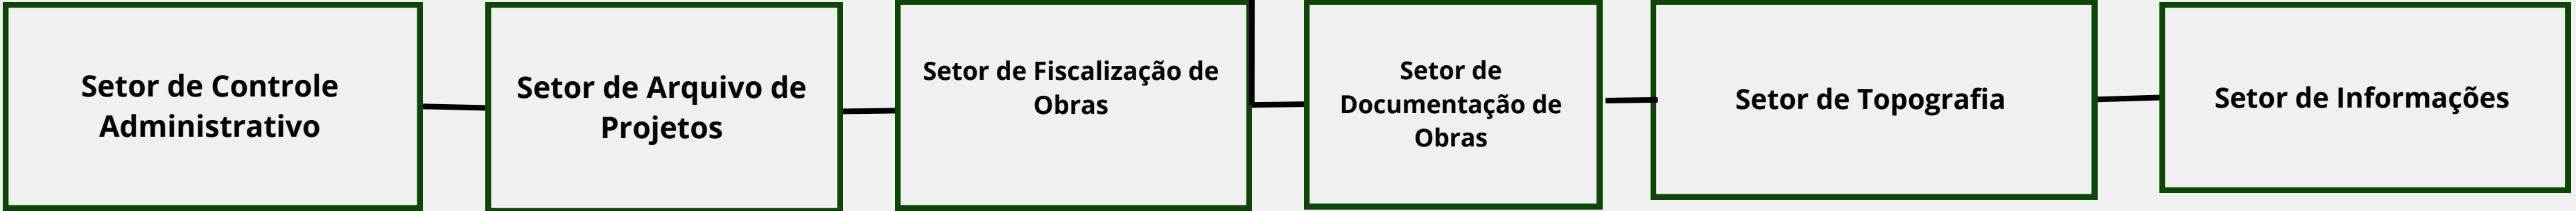 Setor de Controle
Administrativo
Setor de Arquivo de
Projetos
Setor de Fiscalização de
Obras
Setor de
Documentação de
Obras
Setor de Topografia
Setor de Informações